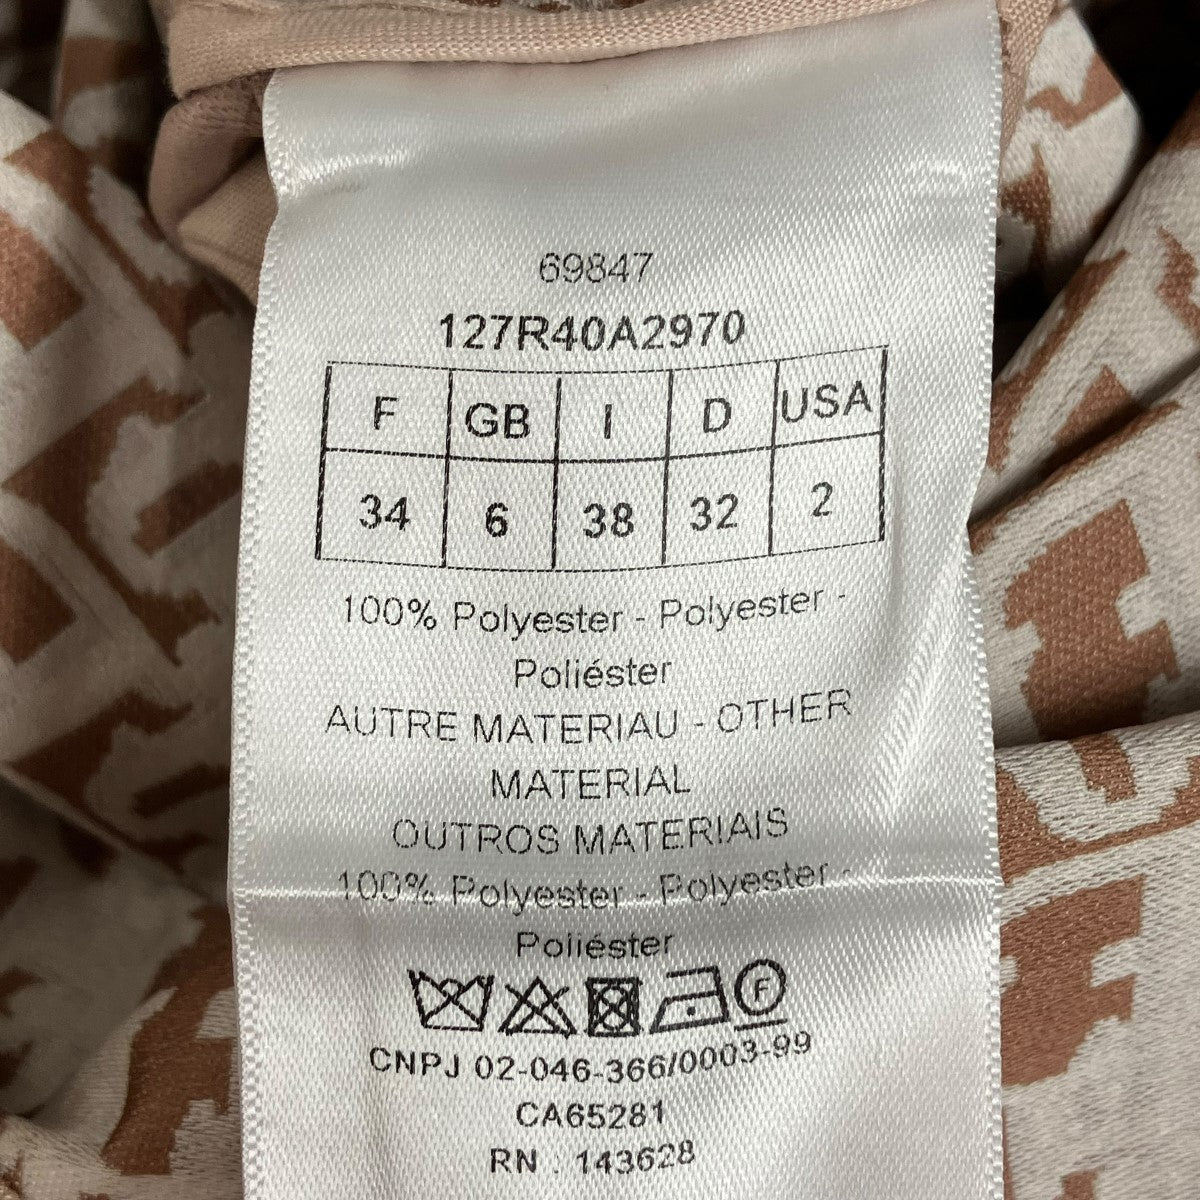 69847
127R40A2970
F GB I D USA
34 6 38 32 2
100% Polyester - Polyester -
Poliéster
AUTRE MATERIAU - OTHER
MATERIAL
OUTROS MATERIAIS
100% Polyester - Polyester -
Poliéster
F
CNPJ 02-046-366/0003-99
CA65281
RN : 143628